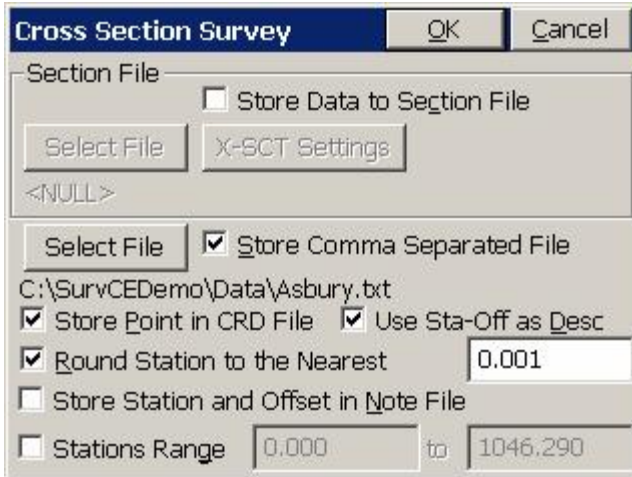 Cross Section Survey OK Cancel
Section File
Store Data to Section File
Select File X-SCT Settings
<NULL>
Select File Store Comma Separated File
C:\SurvCEDemo\Data\Asbury.txt
Store Point in CRD File Use Sta-Off as Desc
Round Station to the Nearest 0.001
Store Station and Offset in Note File
Stations Range 0.000 to 1046.290